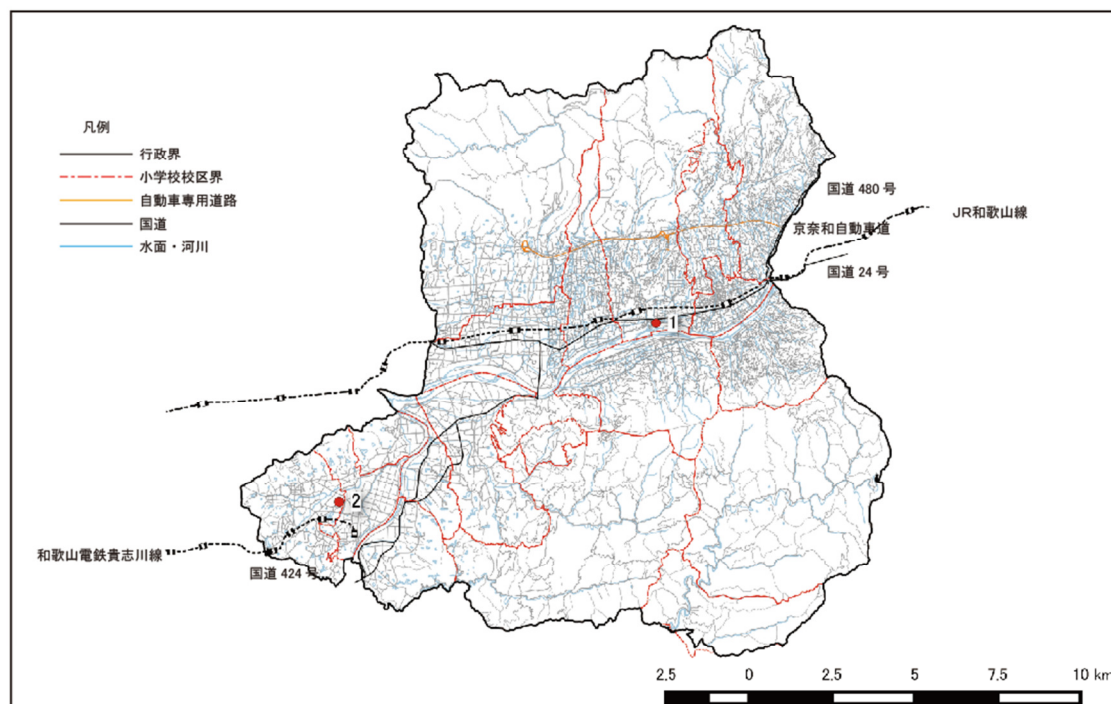 凡例
行政界
小学校校区界
自動車専用道路
国道
水面・河川
国道 480 号
JR和歌山線
京奈和自動車道
国道 24 号
1
2
和歌山電鉄貴志川線
国道 424 号
2.5 0 2.5 5 7.5 10 km